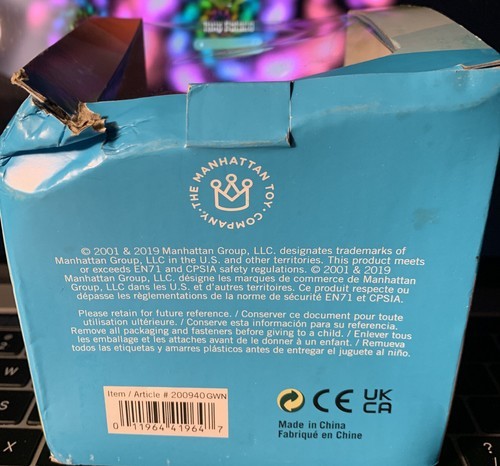 THE MANHATTAN TOY COMPANY
© 2001 & 2019 Manhattan Group, LLC. designates trademarks of
Manhattan Group, LLC in the U.S. and other territories. This product meets
or exceeds EN71 and CPSIA safety regulations. © 2001 & 2019
Manhattan Group, LLC. désigne les marques de commerce de Manhattan
Group, LLC dans les U.S. et d'autres territoires. Ce produit respecte ou
dépasse les règlementations de la norme de sécurité EN71 et CPSIA.
Please retain for future reference. / Conserver ce document pour toute
utilisation ultérieure. / Conserve esta información para su referencia.
Remove all packaging and fasteners before giving to a child. / Enlever tous
les emballage et les attaches avant de le donner à un enfant. / Remueva
todos las etiquetas y amarres plásticos antes de entregar el juguete al niño.
Item / Article # 200940GWN
0 11964 41964 7
CE UK
CA
Made in China
Fabriqué en Chine
W
S
X
?